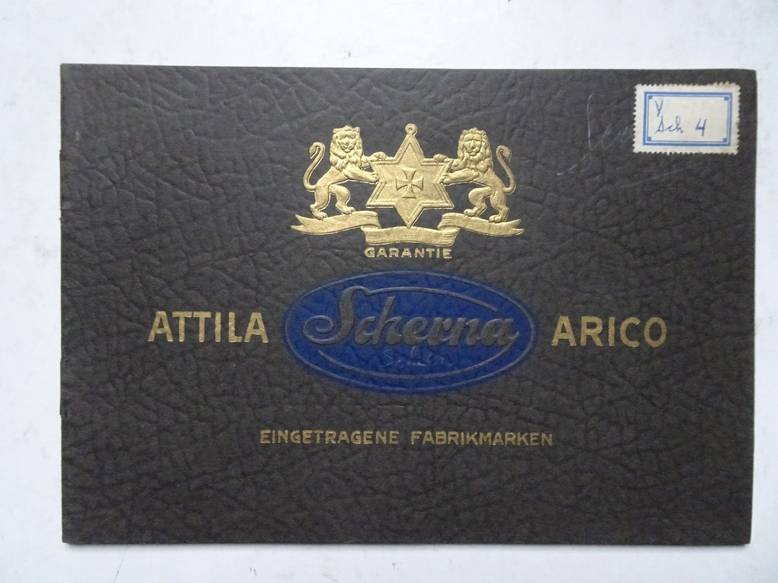 Sch 4
GARANTIE
ATTILA Scherna ARICO
EINGETRAGENE FABRIKMARKEN